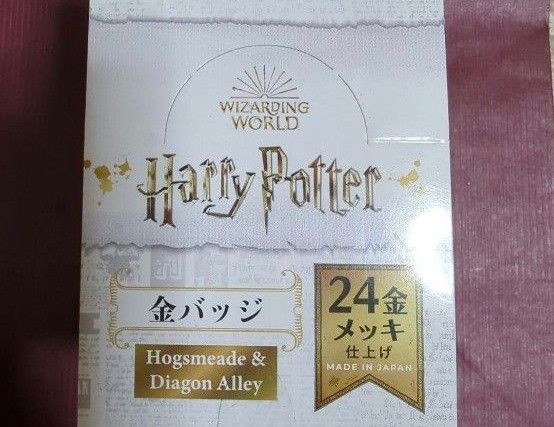 WIZARDING
WORLD
Harry Potter
金バッジ
Hogsmeade &
Diagon Alley
24金
メッキ
仕上げ
MADE IN JAPAN